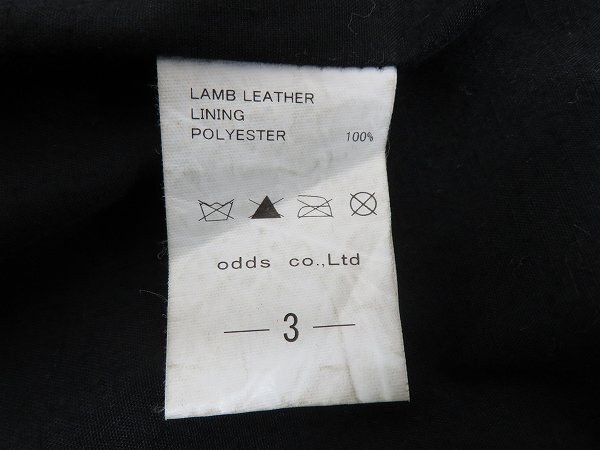 LAMB LEATHER
LINING
POLYESTER 100%
odds co.,Ltd
— 3 —